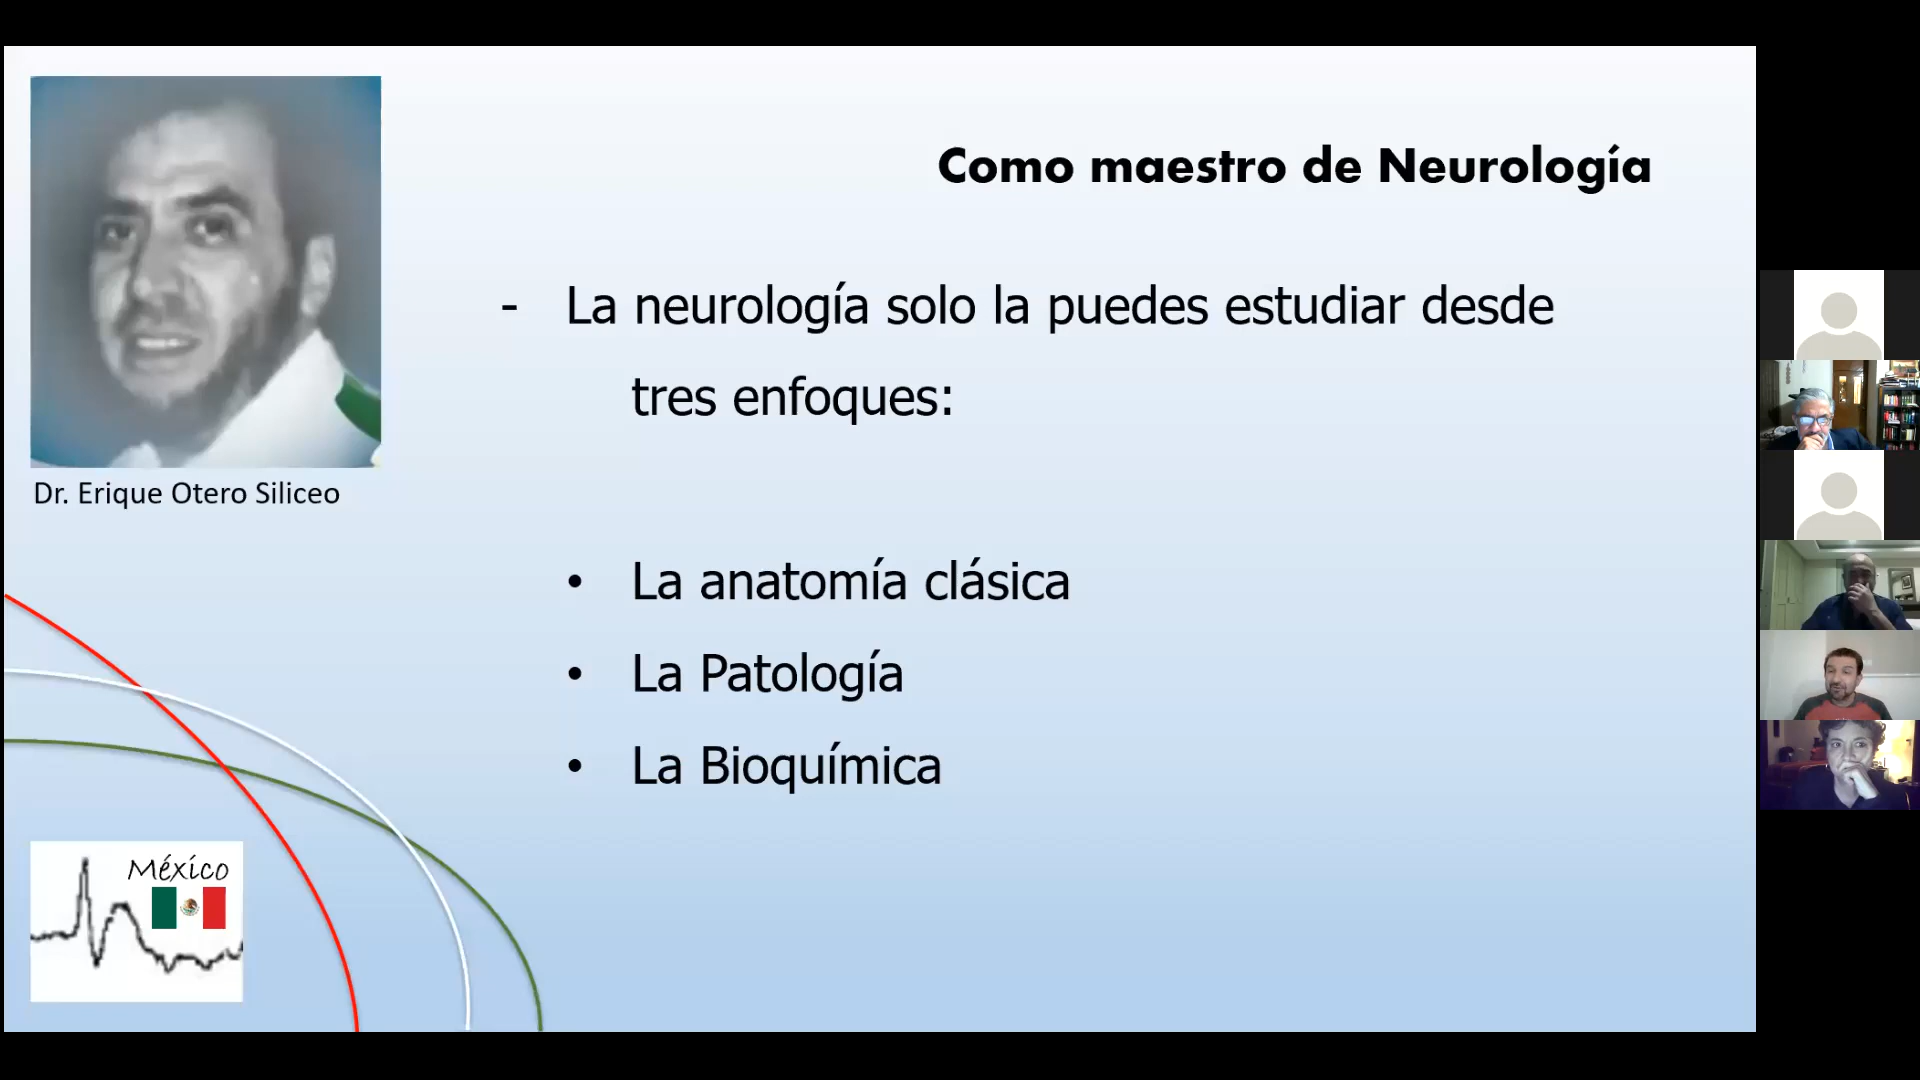 Como maestro de Neurología
- La neurología solo la puedes estudiar desde
tres enfoques:
Dr. Erique Otero Siliceo
• La anatomía clásica
• La Patología
• La Bioquímica
México